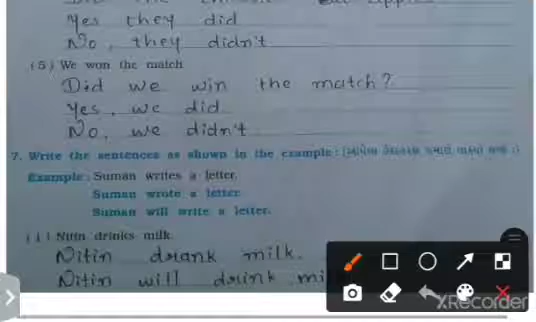 Yes they did
No, they didn't
(5) We won the match
Did we win the match?
Yes, we did
No, we didn't
7. Write the sentences as shown in the example :
Example : Suman writes a letter.
Suman wrote a letter.
Suman will write a letter.
(1) Nitin drinks milk.
Nitin drank milk.
Nitin will drink
XRecorder